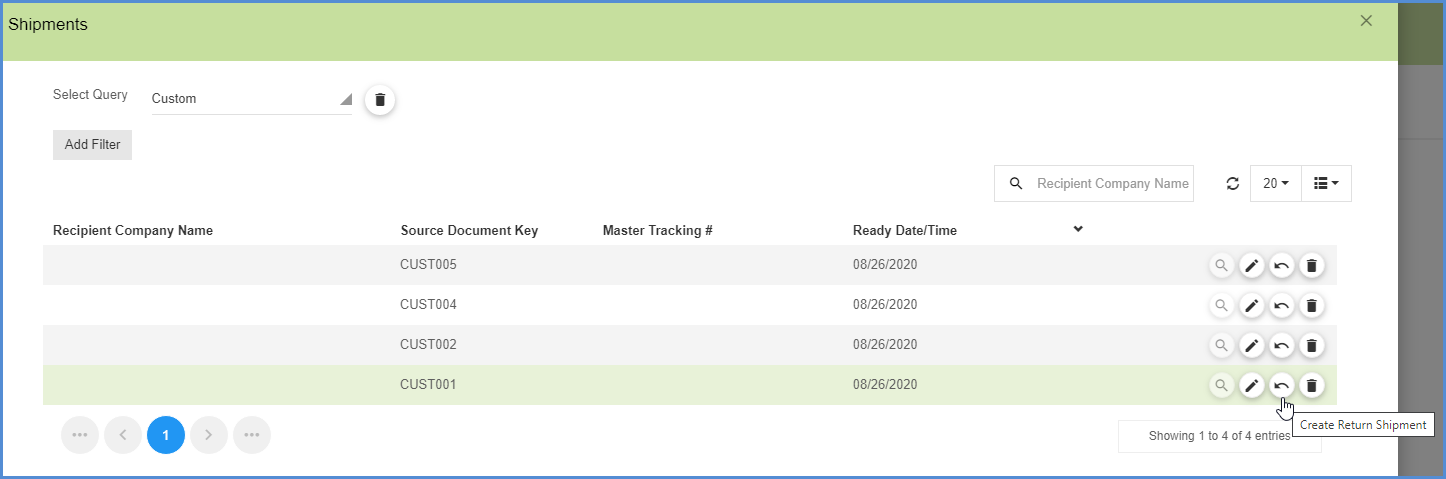 Shipments
Select Query Custom
Add Filter
Recipient Company Name 20
Recipient Company Name Source Document Key Master Tracking # Ready Date/Time
CUST005 08/26/2020
CUST004 08/26/2020
CUST002 08/26/2020
CUST001 08/26/2020
Create Return Shipment
1 Showing 1 to 4 of 4 entries